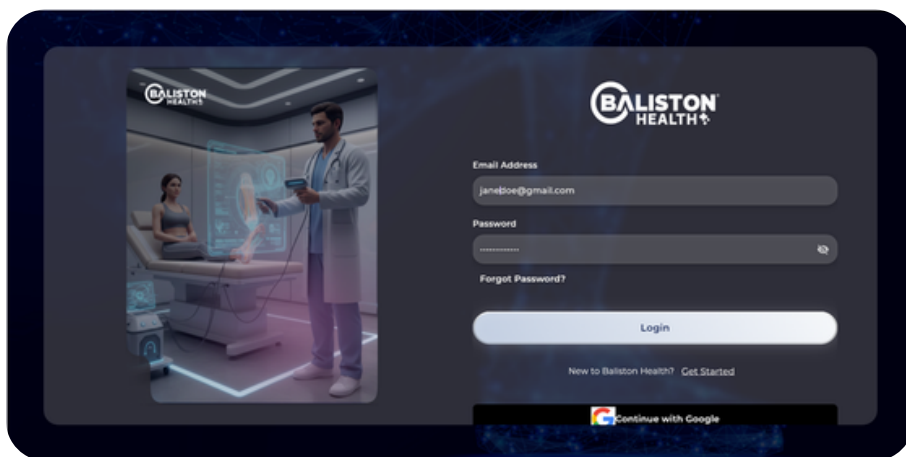 BALISTON
HEALTH
BALISTON
HEALTH
Email Address
janedoe@gmail.com
Password
Forgot Password?
Login
New to Baliston Health? Get Started
Continue with Google